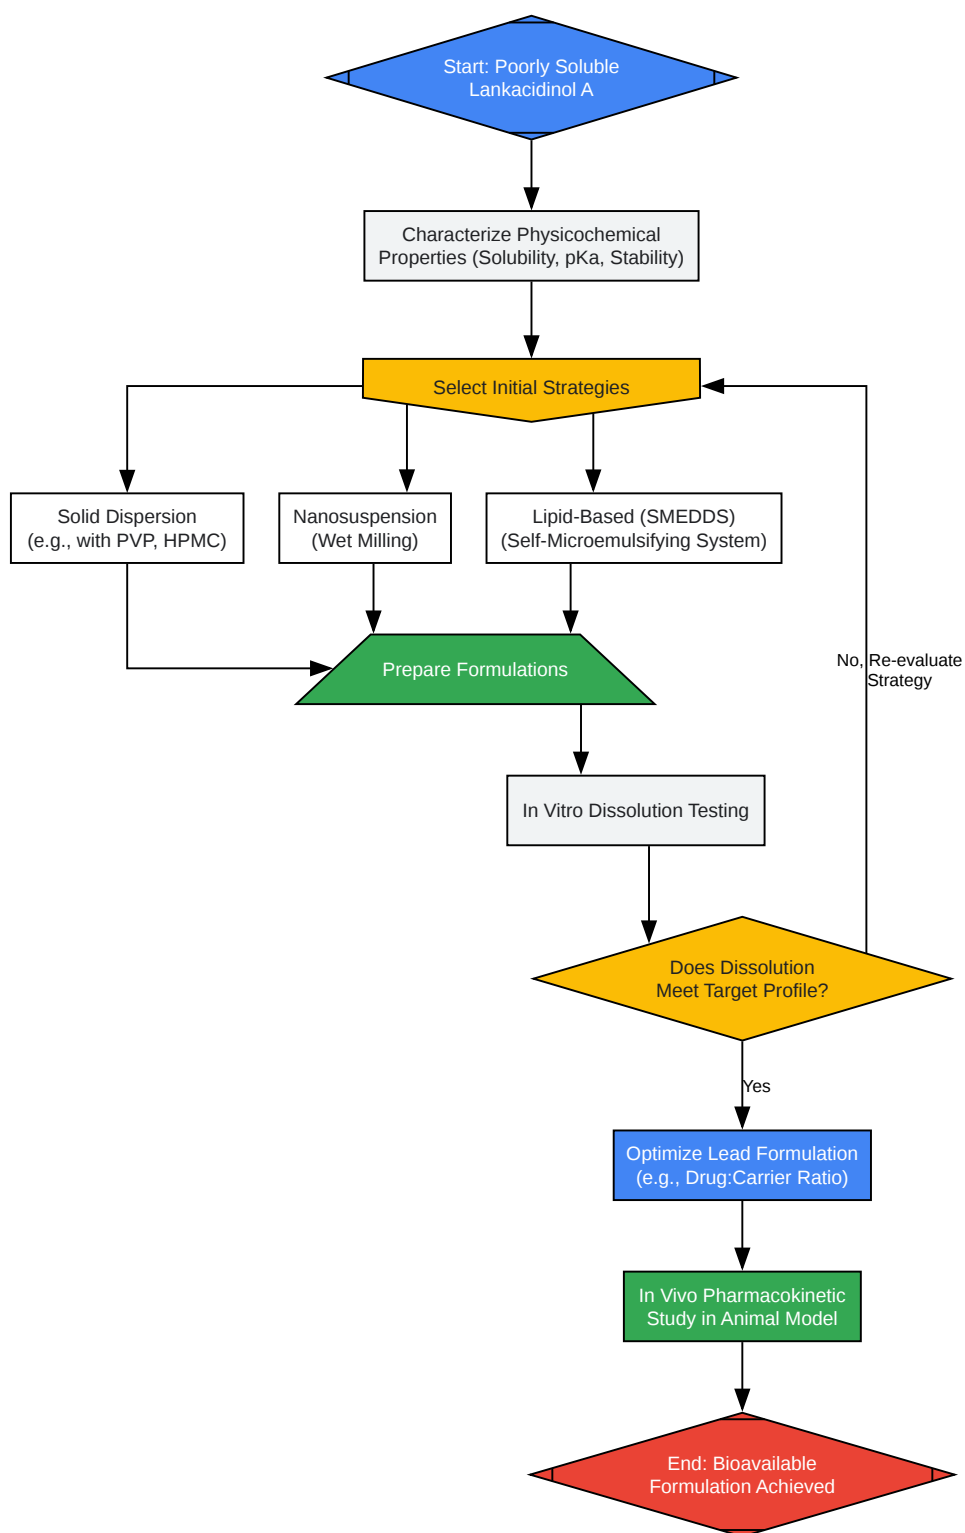 Start: Poorly Soluble
Lankacidinol A
Characterize Physicochemical
Properties (Solubility, pKa, Stability)
Select Initial Strategies
Solid Dispersion
(e.g., with PVP, HPMC)
Nanosuspension
(Wet Milling)
Lipid-Based (SMEDDS)
(Self-Microemulsifying System)
Prepare Formulations
No, Re-evaluate
Strategy
In Vitro Dissolution Testing
Does Dissolution
Meet Target Profile?
Yes
Optimize Lead Formulation
(e.g., Drug:Carrier Ratio)
In Vivo Pharmacokinetic
Study in Animal Model
End: Bioavailable
Formulation Achieved